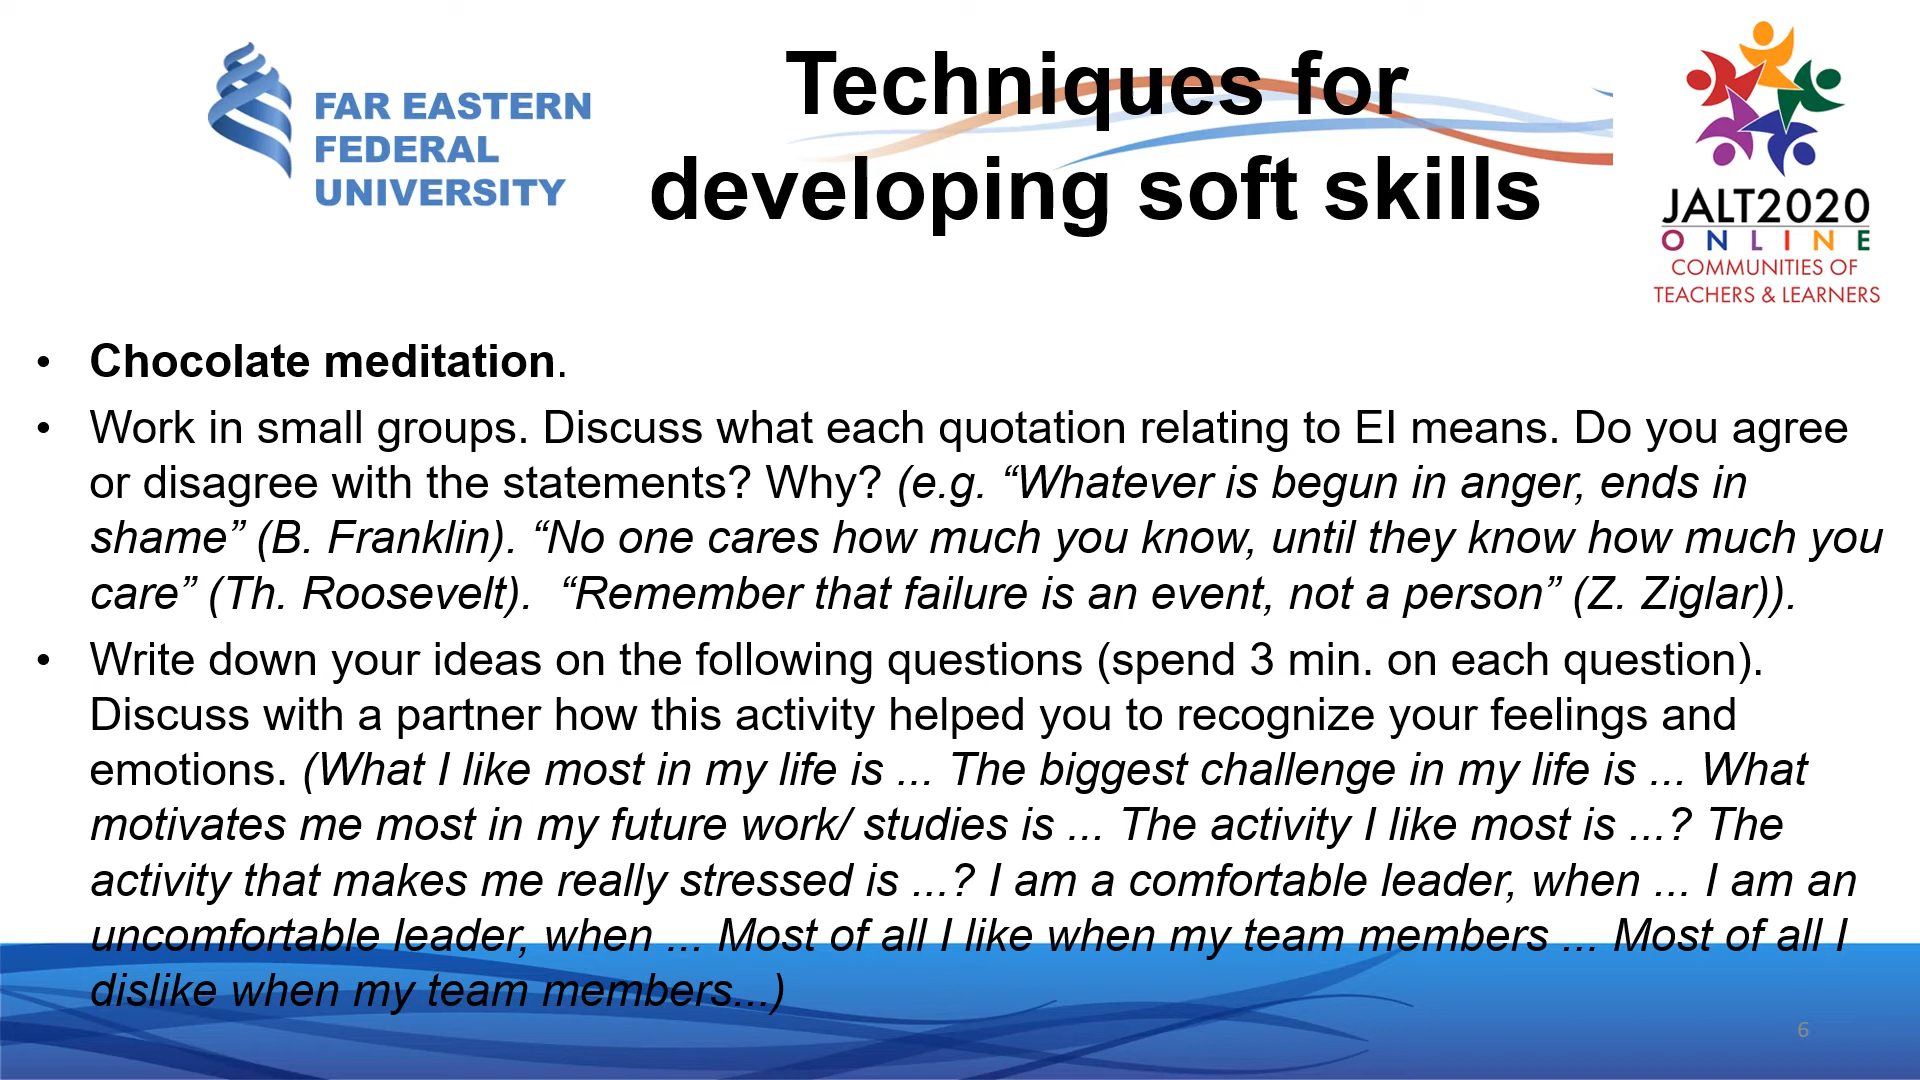 FAR EASTERN
FEDERAL
UNIVERSITY
Techniques for
developing soft skills
JALT2020
ONLINE
COMMUNITIES OF
TEACHERS & LEARNERS
• Chocolate meditation.
• Work in small groups. Discuss what each quotation relating to EI means. Do you agree
or disagree with the statements? Why? (e.g. “Whatever is begun in anger, ends in
shame” (B. Franklin). “No one cares how much you know, until they know how much you
care” (Th. Roosevelt).  “Remember that failure is an event, not a person” (Z. Ziglar)).
• Write down your ideas on the following questions (spend 3 min. on each question).
Discuss with a partner how this activity helped you to recognize your feelings and
emotions. (What I like most in my life is ... The biggest challenge in my life is ... What
motivates me most in my future work/ studies is ... The activity I like most is ...? The
activity that makes me really stressed is ...? I am a comfortable leader, when ... I am an
uncomfortable leader, when ... Most of all I like when my team members ... Most of all I
dislike when my team members...)
6